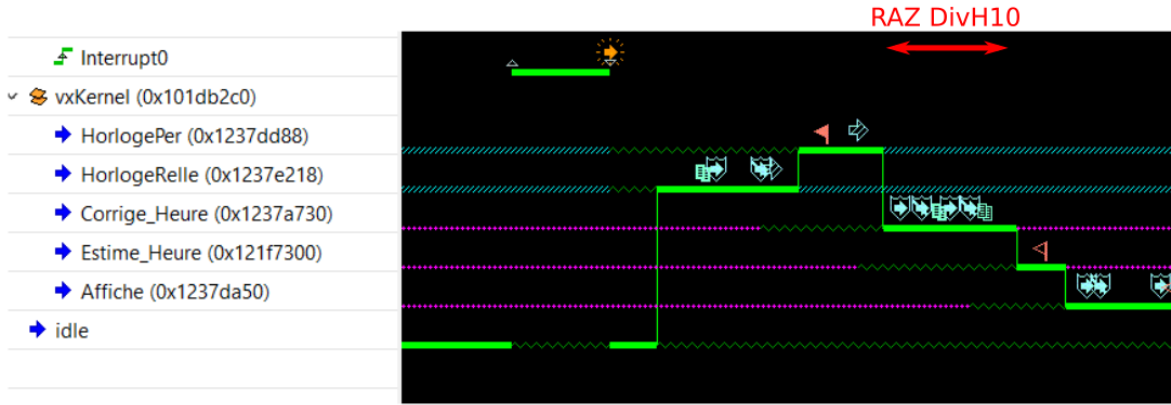 RAZ DivH10
Interrupt0
vxKernel (0x101db2c0)
HorlogePer (0x1237dd88)
HorlogeRelle (0x1237e218)
Corrige_Heure (0x1237a730)
Estime_Heure (0x121f7300)
Affiche (0x1237da50)
idle